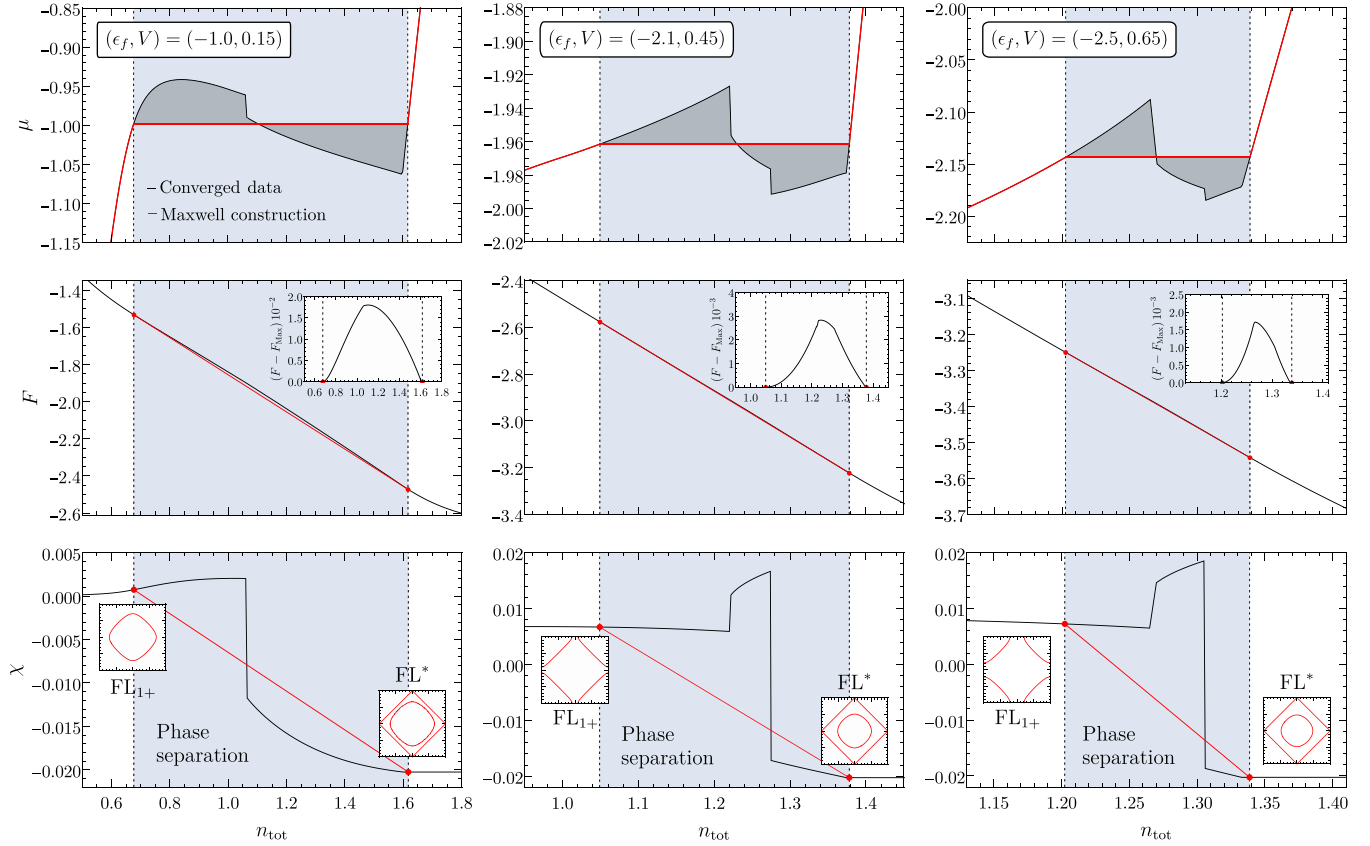 (ϵf, V) = (−1.0, 0.15)
(ϵf, V) = (−2.1, 0.45)
(ϵf, V) = (−2.5, 0.65)
μ
−0.85
−0.90
−0.95
−1.00
−1.05
−1.10
−1.15
Converged data
Maxwell construction
−1.88
−1.90
−1.92
−1.94
−1.96
−1.98
−2.00
−2.02
−2.00
−2.05
−2.10
−2.15
−2.20
F
−1.4
−1.6
−1.8
−2.0
−2.2
−2.4
−2.6
(F − FMax) 10−2
2.0
1.5
1.0
0.5
0.0
0.6 0.8 1.0 1.2 1.4 1.6 1.8
−2.4
−2.6
−2.8
−3.0
−3.2
−3.4
(F − FMax) 10−3
4
3
2
1
0
1.0 1.1 1.2 1.3 1.4
−3.1
−3.2
−3.3
−3.4
−3.5
−3.6
−3.7
(F − FMax) 10−3
2.5
2.0
1.5
1.0
0.5
0.0
1.2 1.3 1.4
χ
0.005
0.000
−0.005
−0.010
−0.015
−0.020
FL1+
FL*
Phase
separation
0.6 0.8 1.0 1.2 1.4 1.6 1.8
ntot
0.02
0.01
0.00
−0.01
−0.02
FL1+
FL*
Phase
separation
1.0 1.1 1.2 1.3 1.4
ntot
0.02
0.01
0.00
−0.01
−0.02
FL1+
FL*
Phase
separation
1.15 1.20 1.25 1.30 1.35 1.40
ntot